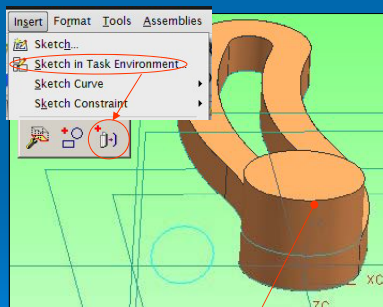 Insert Format Tools Assemblies
Sketch...
Sketch in Task Environment
Sketch Curve
Sketch Constraint
XC
ZC